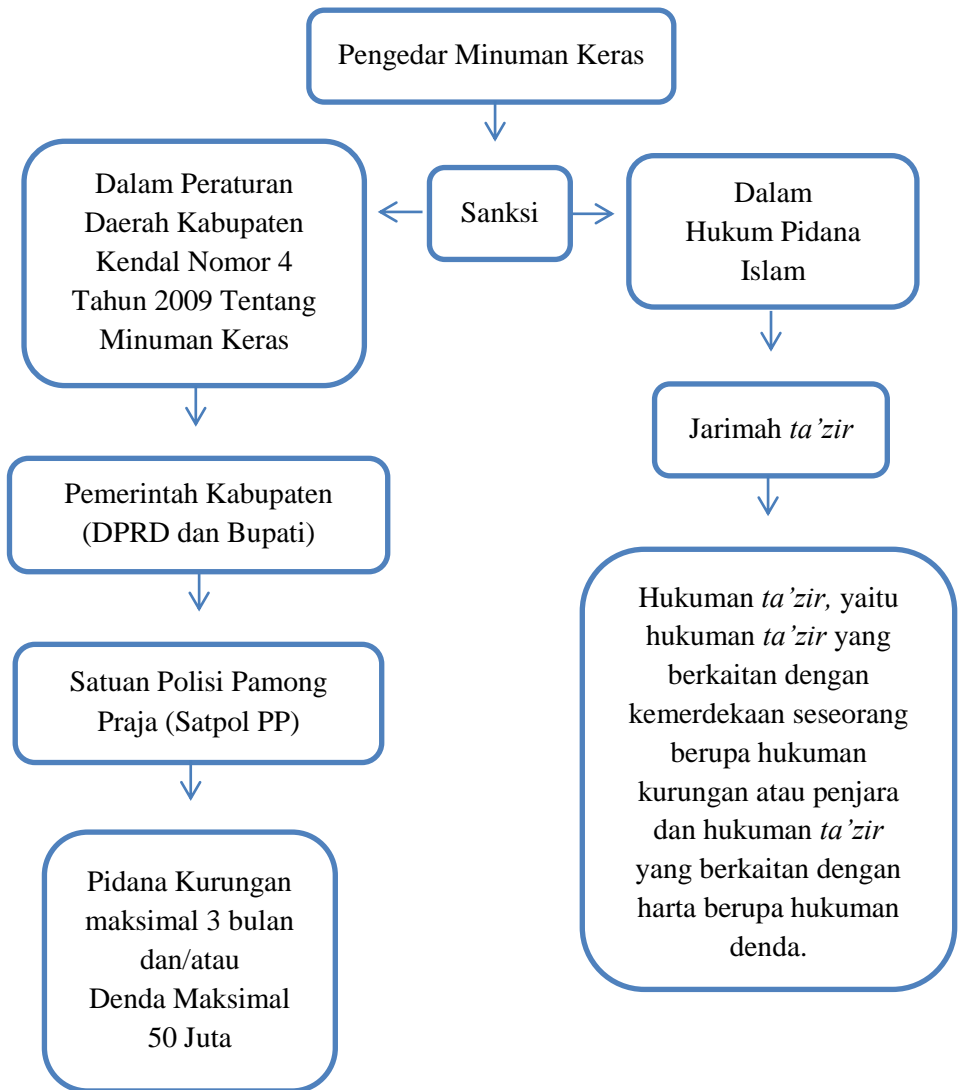 Pengedar Minuman Keras
Sanksi
Dalam Peraturan
Daerah Kabupaten
Kendal Nomor 4
Tahun 2009 Tentang
Minuman Keras
Pemerintah Kabupaten
(DPRD dan Bupati)
Satuan Polisi Pamong
Praja (Satpol PP)
Pidana Kurungan
maksimal 3 bulan
dan/atau
Denda Maksimal
50 Juta
Dalam
Hukum Pidana
Islam
Jarimah ta’zir
Hukuman ta’zir, yaitu
hukuman ta’zir yang
berkaitan dengan
kemerdekaan seseorang
berupa hukuman
kurungan atau penjara
dan hukuman ta’zir
yang berkaitan dengan
harta berupa hukuman
denda.